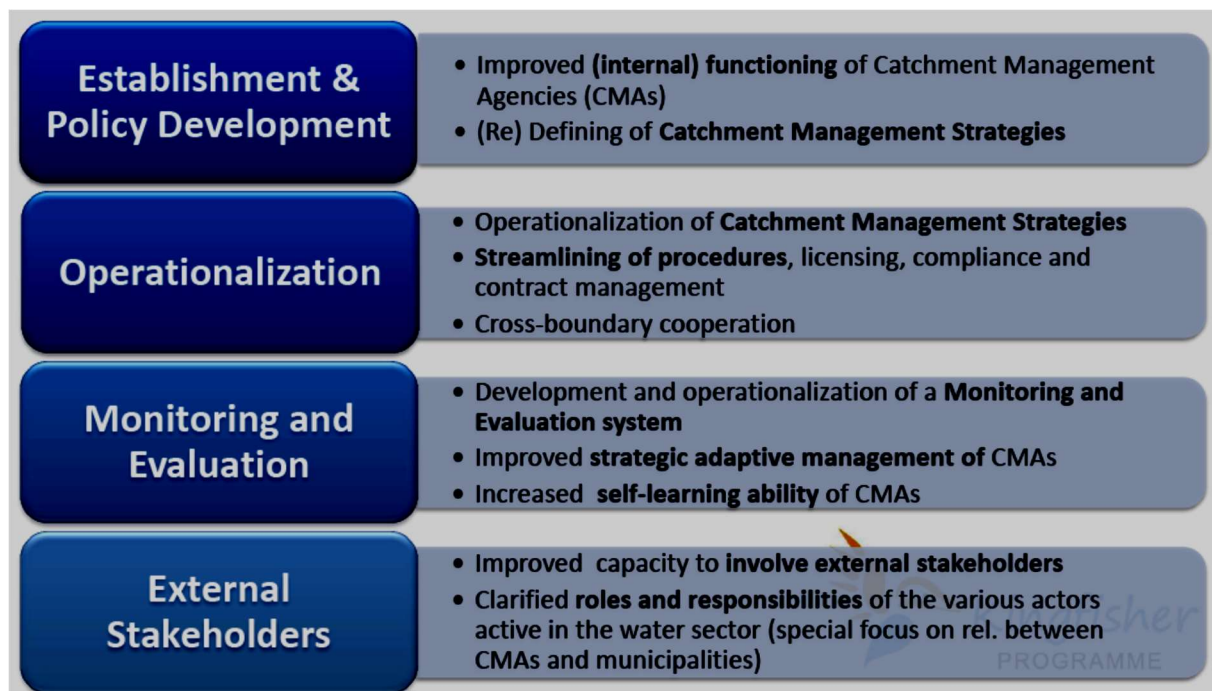 Establishment &
Policy Development
• Improved (internal) functioning of Catchment Management
Agencies (CMAs)
• (Re) Defining of Catchment Management Strategies
Operationalization
• Operationalization of Catchment Management Strategies
• Streamlining of procedures, licensing, compliance and
contract management
• Cross-boundary cooperation
Monitoring and
Evaluation
• Development and operationalization of a Monitoring and
Evaluation system
• Improved strategic adaptive management of CMAs
• Increased self-learning ability of CMAs
External
Stakeholders
• Improved capacity to involve external stakeholders
• Clarified roles and responsibilities of the various actor
active in the water sector (special focus on rel. between
CMAs and municipalities)
Kingfisher
PROGRAMME